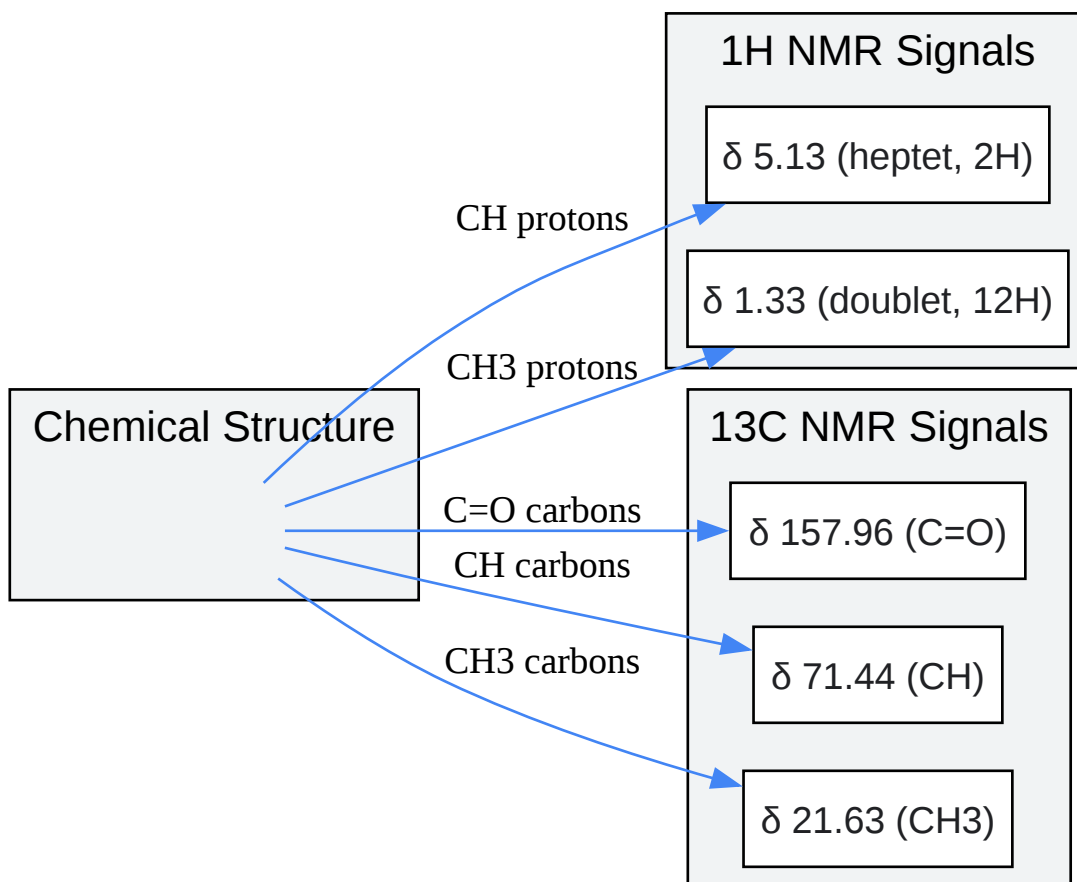 1H NMR Signals
δ 5.13 (heptet, 2H)
CH protons
δ 1.33 (doublet, 12H)
CH3 protons
Chemical Structure
13C NMR Signals
C=O carbons
δ 157.96 (C=O)
CH carbons
δ 71.44 (CH)
CH3 carbons
δ 21.63 (CH3)